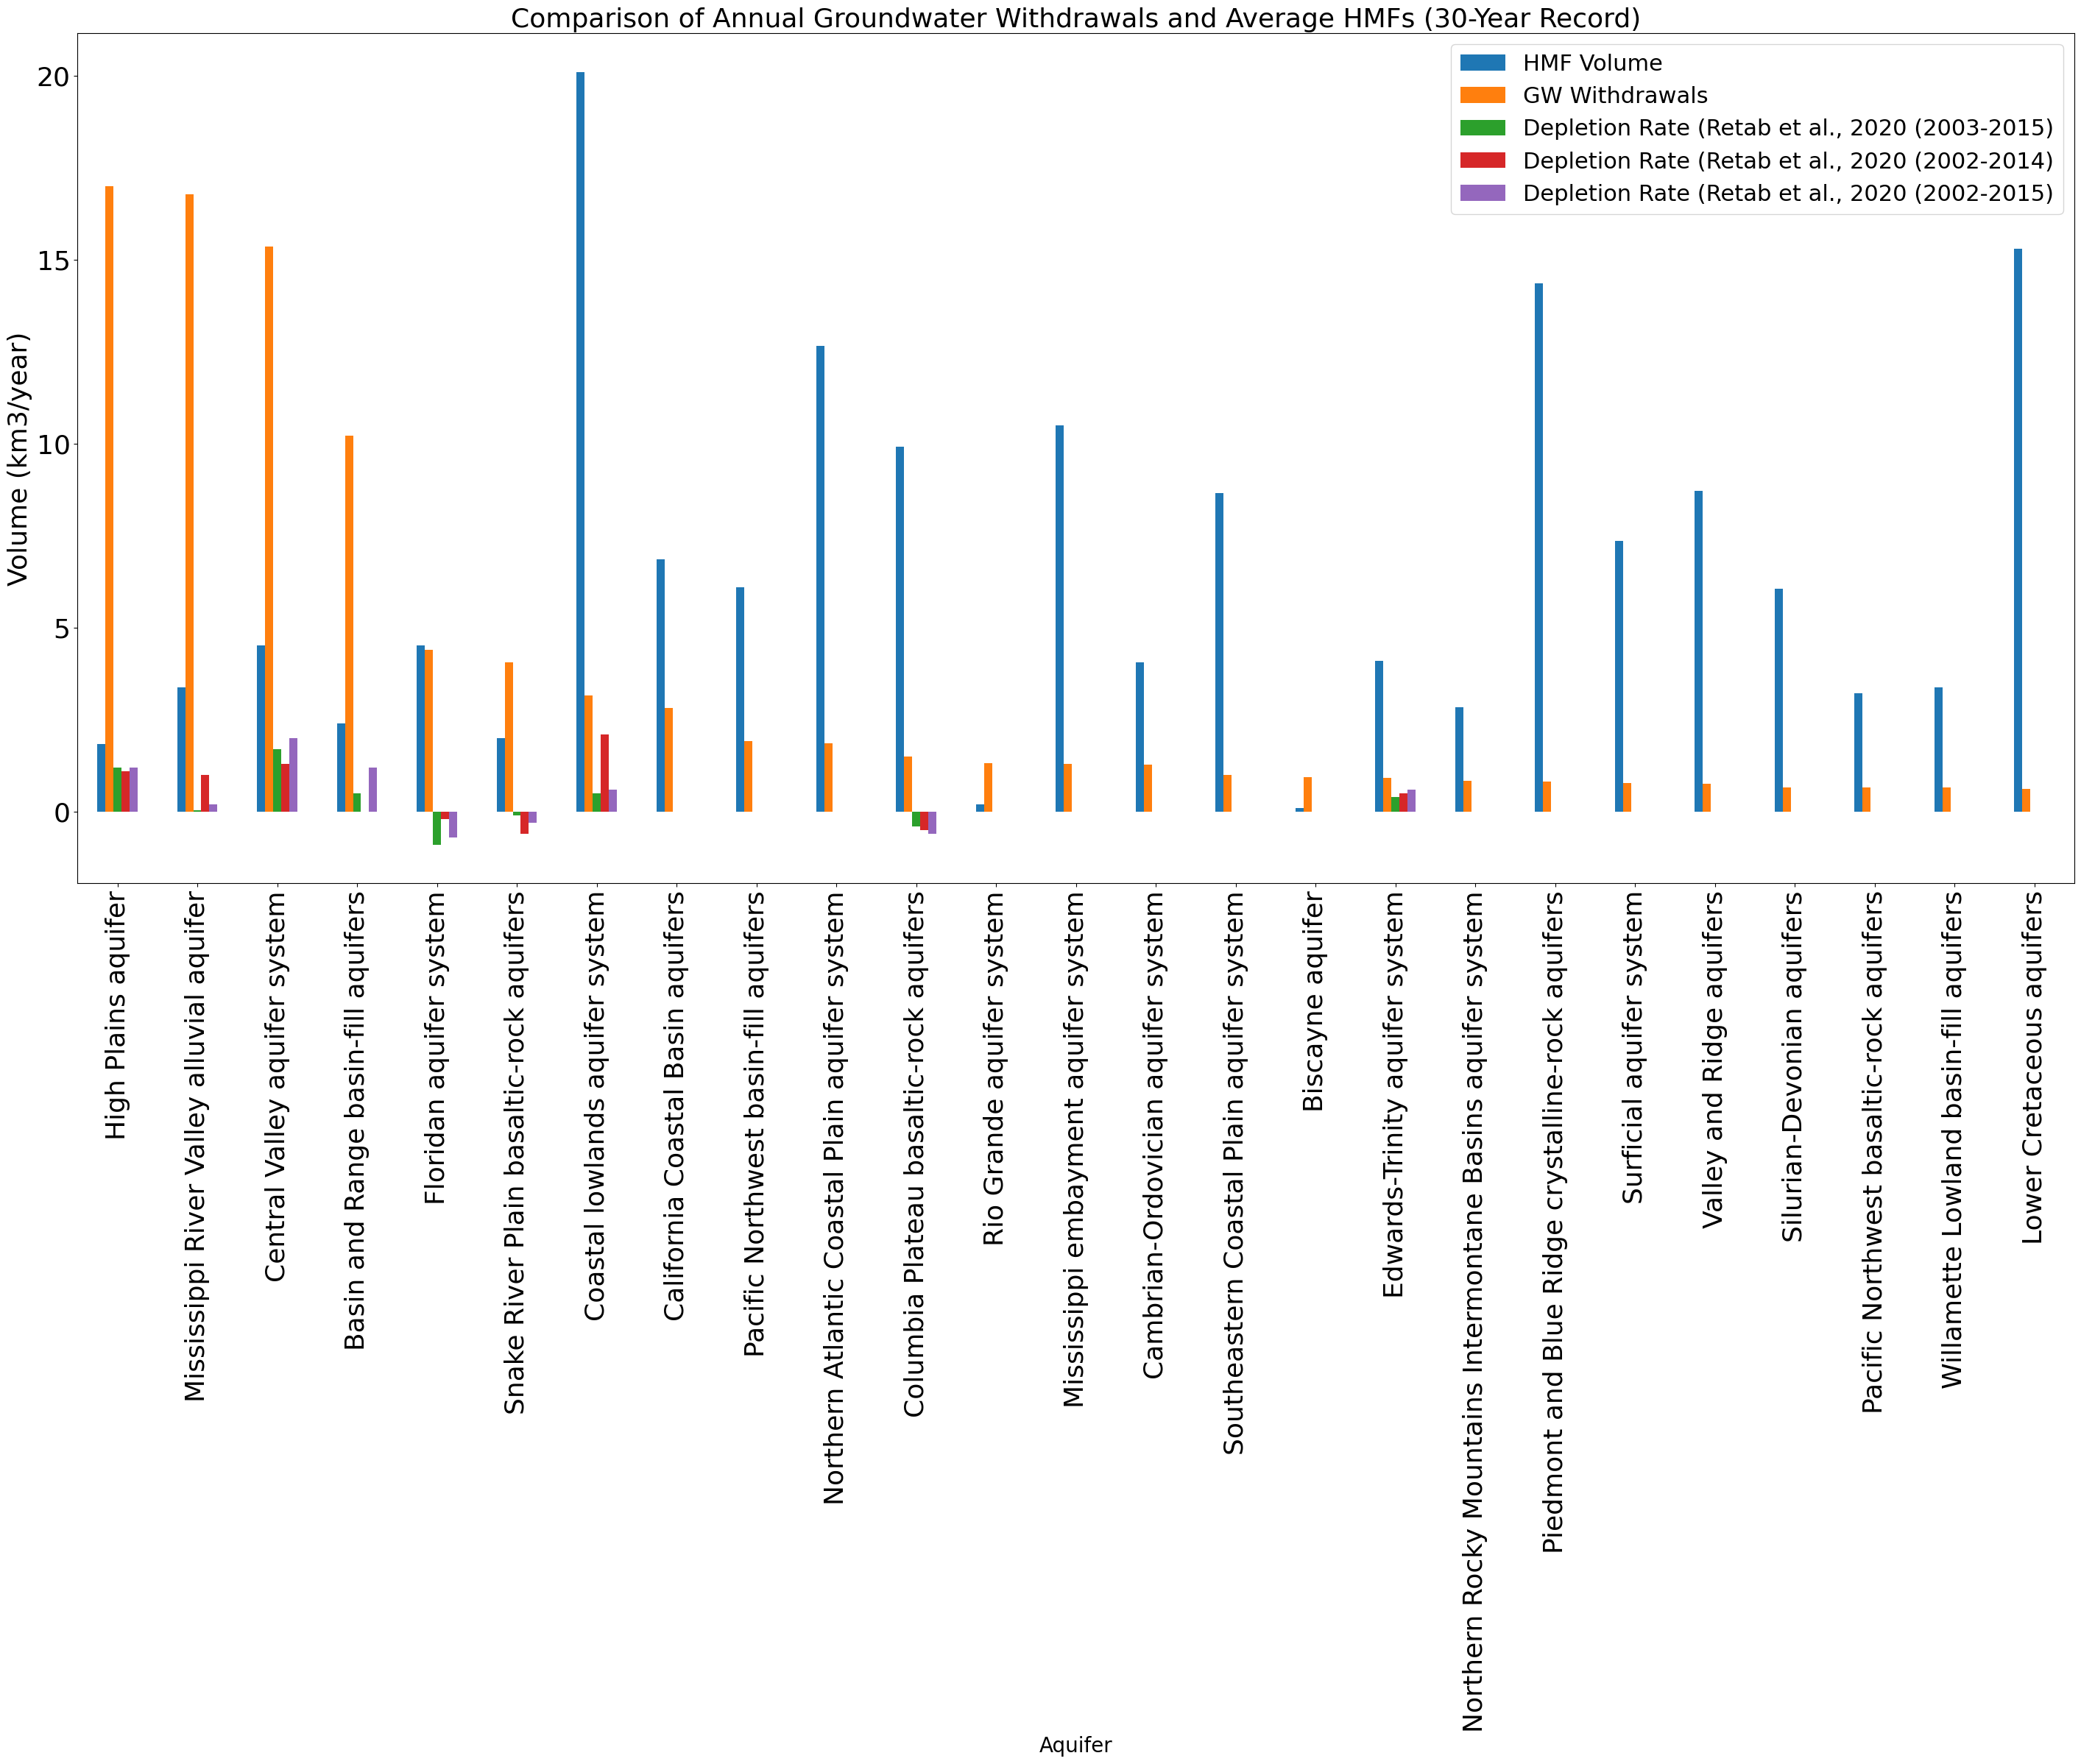 Comparison of Annual Groundwater Withdrawals and Average HMFs (30-Year Record)
HMF Volume
GW Withdrawals
Depletion Rate (Retab et al., 2020 (2003-2015)
Depletion Rate (Retab et al., 2020 (2002-2014)
Depletion Rate (Retab et al., 2020 (2002-2015)
Volume (km3/year)
20
15
10
5
0
High Plains aquifer
Mississippi River Valley alluvial aquifer
Central Valley aquifer system
Basin and Range basin-fill aquifers
Floridan aquifer system
Snake River Plain basaltic-rock aquifers
Coastal lowlands aquifer system
California Coastal Basin aquifers
Pacific Northwest basin-fill aquifers
Northern Atlantic Coastal Plain aquifer system
Columbia Plateau basaltic-rock aquifers
Rio Grande aquifer system
Mississippi embayment aquifer system
Cambrian-Ordovician aquifer system
Southeastern Coastal Plain aquifer system
Biscayne aquifer
Edwards-Trinity aquifer system
Northern Rocky Mountains Intermontane Basins aquifer system
Piedmont and Blue Ridge crystalline-rock aquifers
Surficial aquifer system
Valley and Ridge aquifers
Silurian-Devonian aquifers
Pacific Northwest basaltic-rock aquifers
Willamette Lowland basin-fill aquifers
Lower Cretaceous aquifers
Aquifer